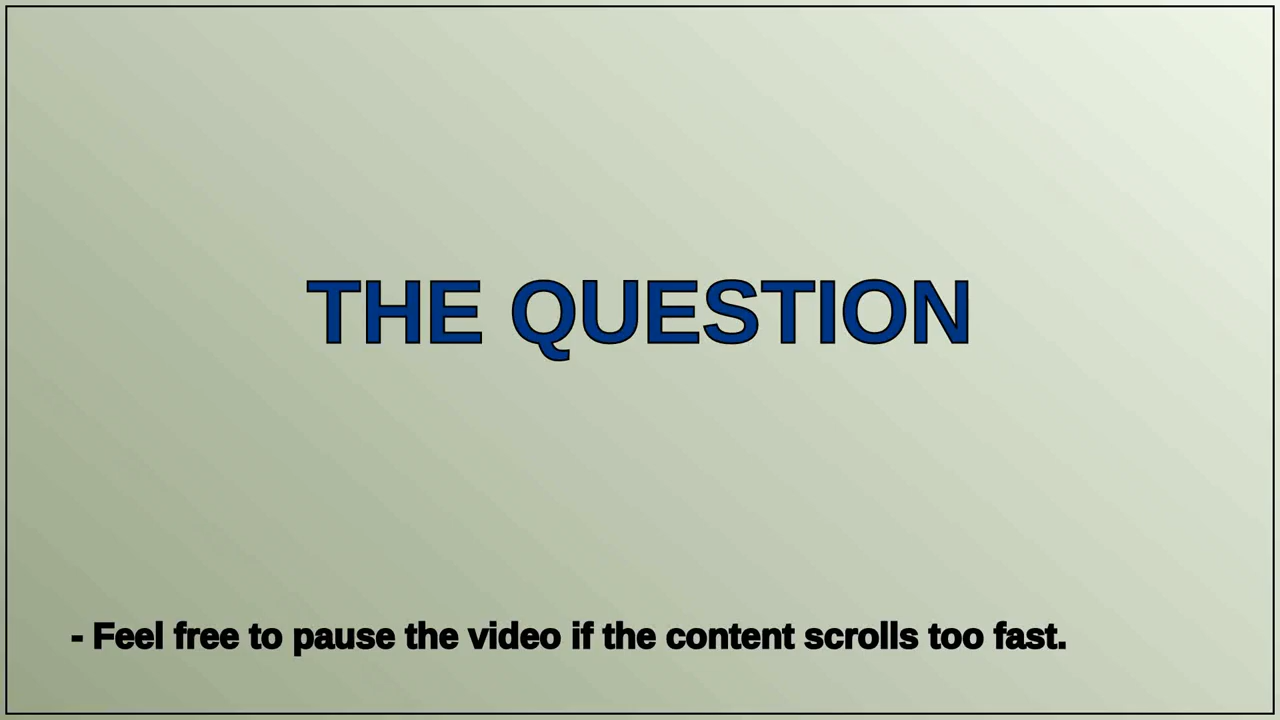 THE QUESTION
- Feel free to pause the video if the content scrolls too fast.